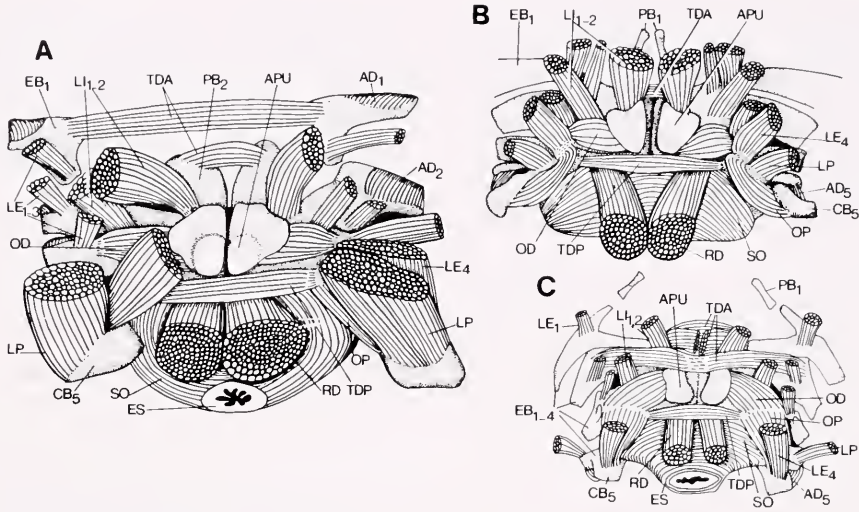 A
EB1 LI1-2 TDA PB2 APU AD1
AD2
LE1-3
OD
LE4
LP
LP
CB5 SO ES RD TDP OP
B
EB1 LI1-2 PB1 TDA APU
LE4
LP
AD5
CB5
OD TDP RD SO OP
C
PB1
APU TDA
LE1 LI1,2
EB1-4
OD
OP
LP
LE4
CB5 RD ES TDP SO AD5